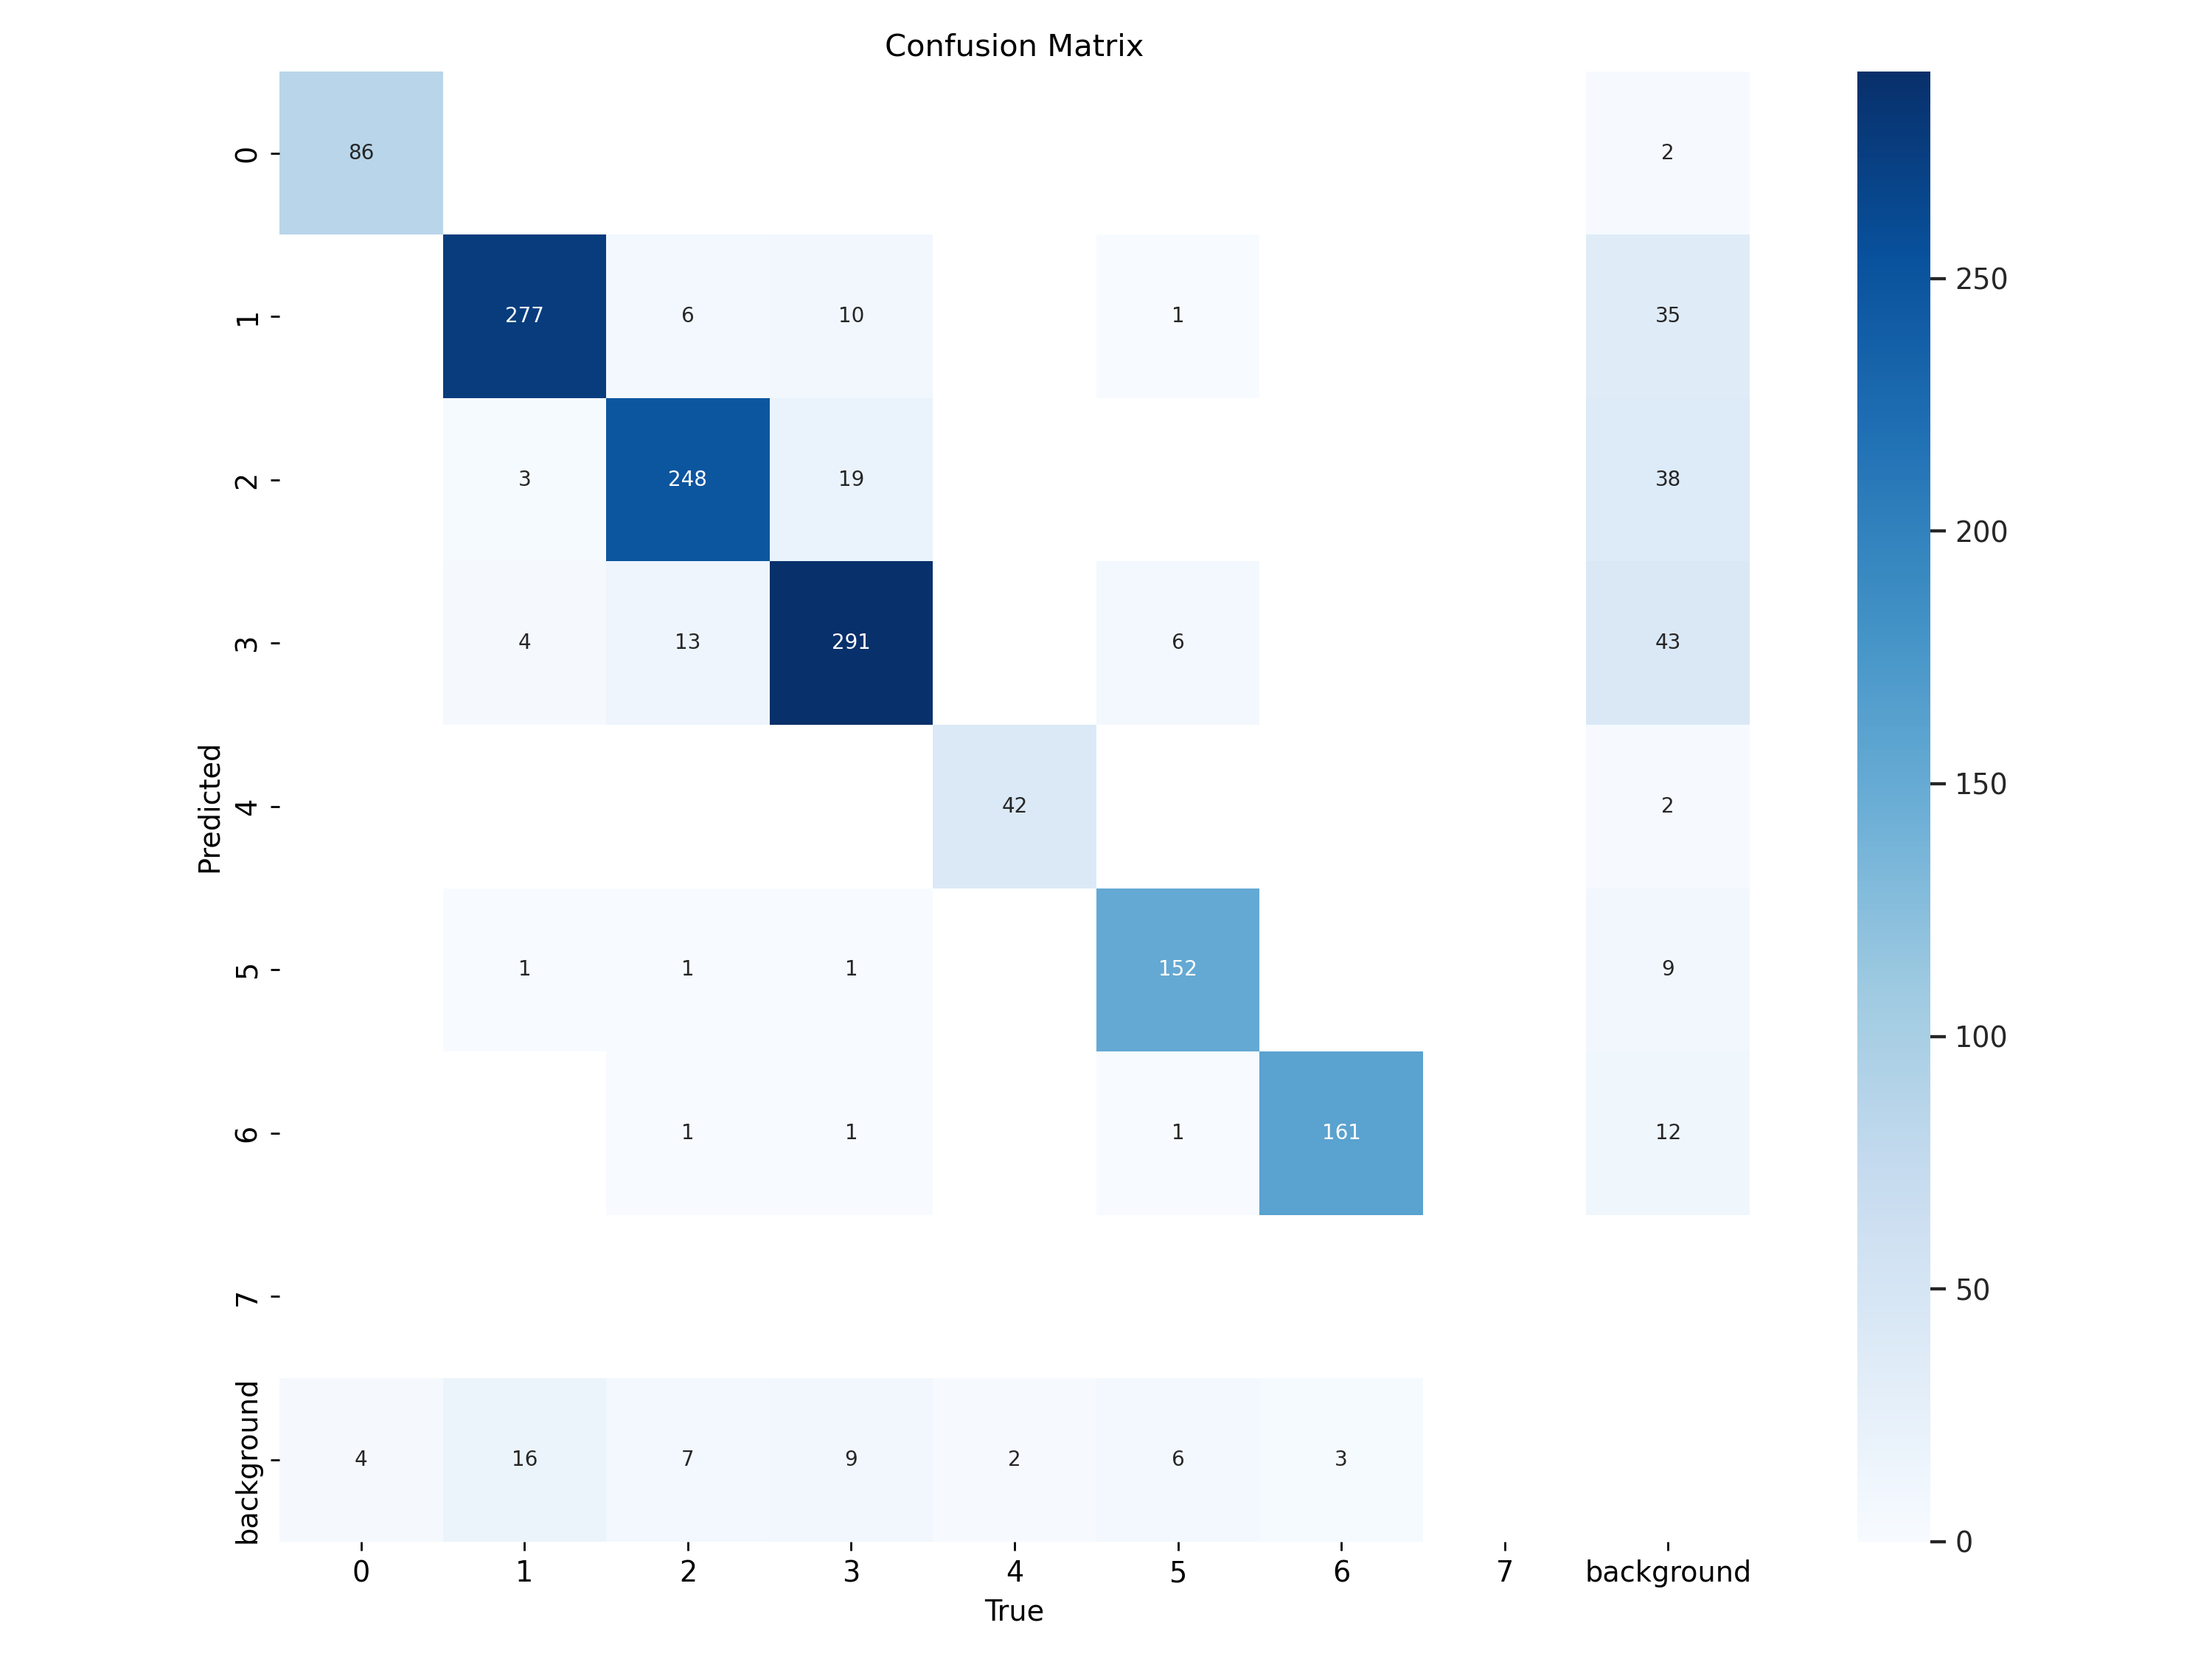 Confusion Matrix
0 86 2
1 277 6 10 1 35
2 3 248 19 38
3 4 13 291 6 43
4 42 2
5 1 1 1 152 9
6 1 1 1 161 12
7
background 4 16 7 9 2 6 3
0 1 2 3 4 5 6 7 background
True
Predicted
250
200
150
100
50
0